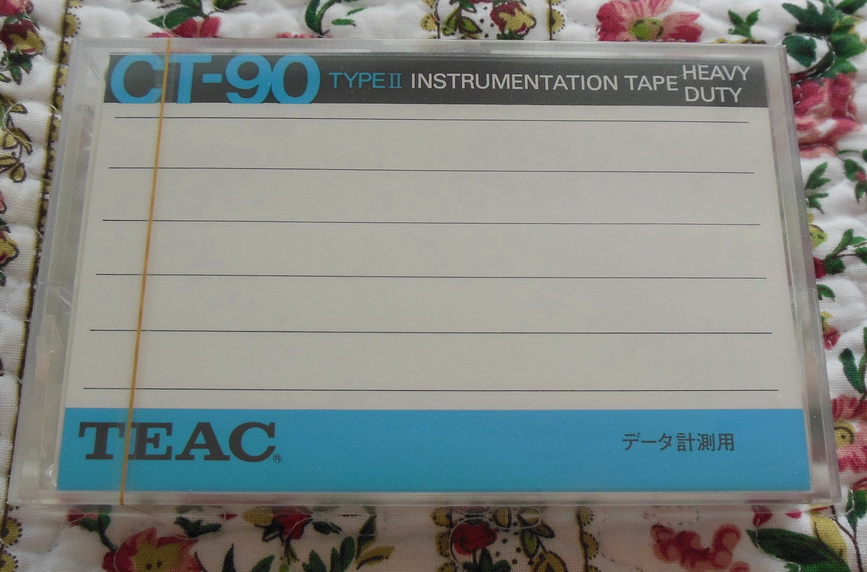 CT-90 TYPE II INSTRUMENTATION TAPE HEAVY DUTY
TEAC®
データ計測用